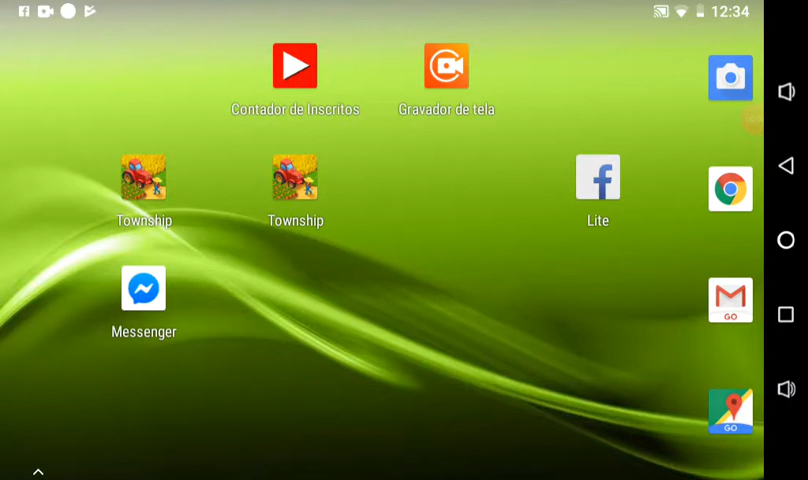 12:34
Contador de Inscritos
Gravador de tela
Township
Township
Lite
Messenger
GO
GO